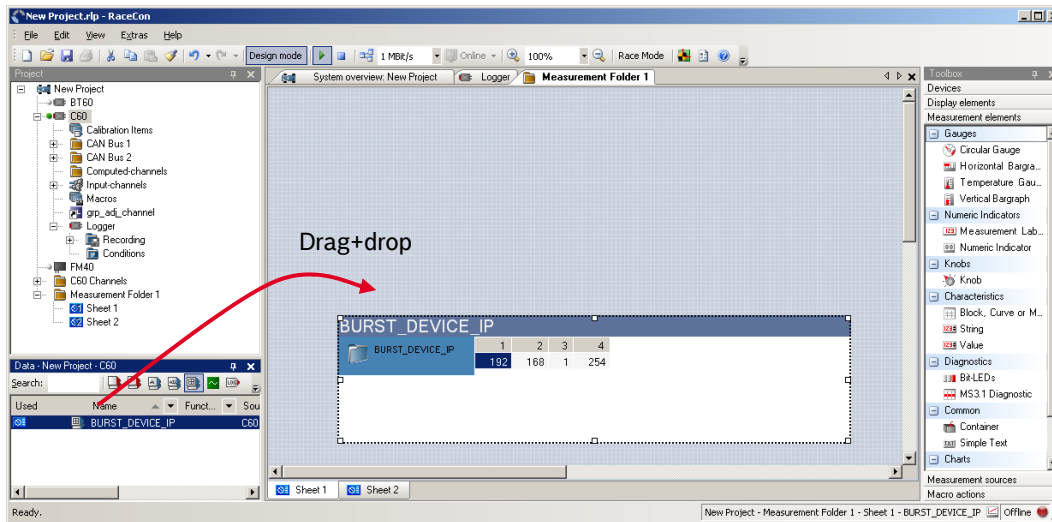 New Project.rlp - RaceCon
File Edit View Extras Help
Design mode 1 MBit/s Online 100% Race Mode
Project
New Project
BT60
C60
Calibration Items
CAN Bus 1
CAN Bus 2
Computed-channels
Input-channels
Macros
grp_adj_channel
Logger
Recording
Conditions
FM40
C60 Channels
Measurement Folder 1
Sheet 1
Sheet 2
Data - New Project - C60
Search:
Used Name Funct... Sou
BURST_DEVICE_IP C60
System overview: New Project Logger Measurement Folder 1
Drag+drop
BURST_DEVICE_IP
BURST_DEVICE_IP
1 2 3 4
192 168 1 254
Sheet 1 Sheet 2
Toolbox
Devices
Display elements
Measurement elements
Gauges
Circular Gauge
Horizontal Bargra...
Temperature Gau...
Vertical Bargraph
Numeric Indicators
Measurement Lab...
Numeric Indicator
Knobs
Knob
Characteristics
Block, Curve or M...
String
Value
Diagnostics
Bit-LEDs
MS3.1 Diagnostic
Common
Container
Simple Text
Charts
Measurement sources
Macro actions
Ready.
New Project - Measurement Folder 1 - Sheet 1 - BURST_DEVICE_IP Offline